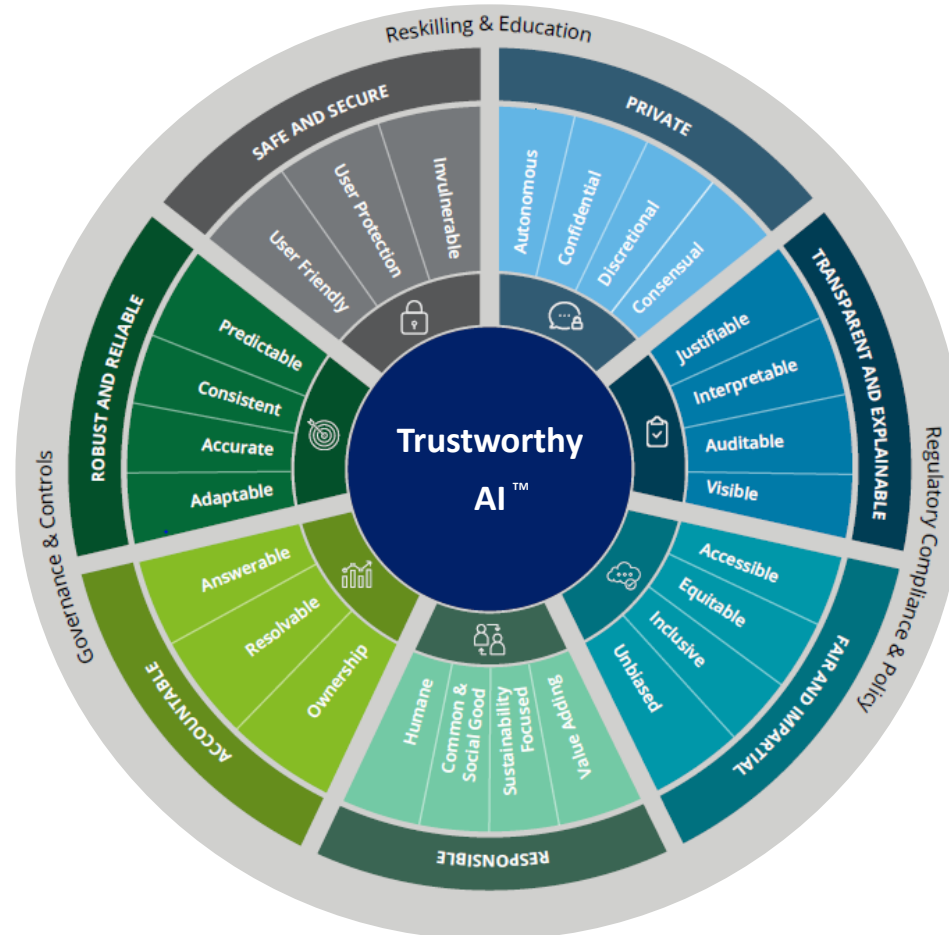 Reskilling & Education
SAFE AND SECURE
User Friendly
User Protection
Invulnerable
PRIVATE
Autonomous
Confidential
Discretional
Consensual
TRANSPARENT AND EXPLAINABLE
Justifiable
Interpretable
Auditable
Visible
Regulatory Compliance & Policy
FAIR AND IMPARTIAL
Accessible
Equitable
Inclusive
Unbiased
RESPONSIBLE
Humane
Common &
Social Good
Sustainability
Focused
Value Adding
ACCOUNTABLE
Answerable
Resolvable
Ownership
Governance & Controls
ROBUST AND RELIABLE
Predictable
Consistent
Accurate
Adaptable
Trustworthy
AI™